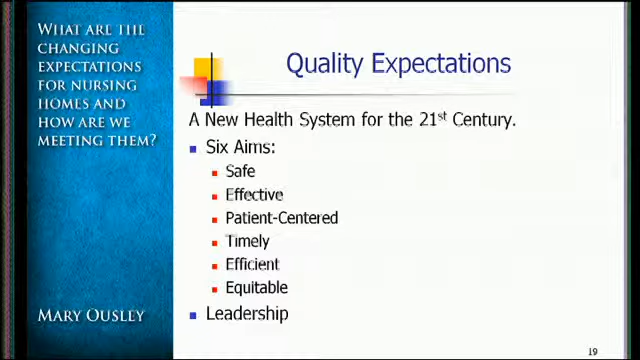 WHAT ARE THE
CHANGING
EXPECTATIONS
FOR NURSING
HOMES AND
HOW ARE WE
MEETING THEM?
MARY OUSLEY
Quality Expectations
A New Health System for the 21st Century.
Six Aims:
Safe
Effective
Patient-Centered
Timely
Efficient
Equitable
Leadership
19